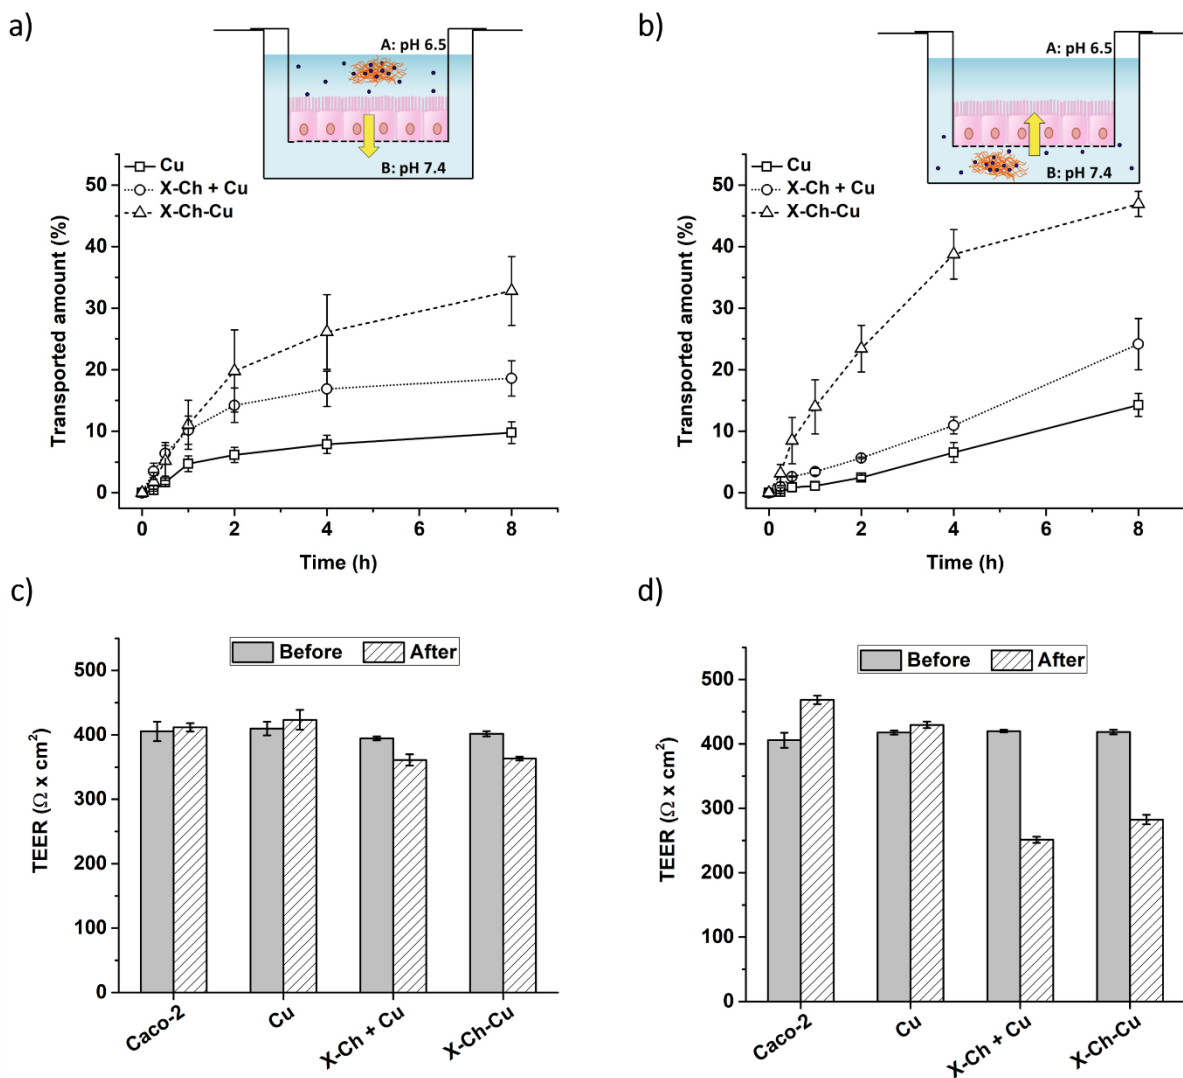 a)
A: pH 6.5
B: pH 7.4
Cu
X-Ch + Cu
X-Ch-Cu
Transported amount (%)
50
40
30
20
10
0
0
2
4
6
8
Time (h)
b)
A: pH 6.5
B: pH 7.4
Cu
X-Ch + Cu
X-Ch-Cu
Transported amount (%)
50
40
30
20
10
0
0
2
4
6
8
Time (h)
c)
Before
After
TEER (Ω x cm²)
500
400
300
200
100
0
Caco-2
Cu
X-Ch + Cu
X-Ch-Cu
d)
Before
After
TEER (Ω x cm²)
500
400
300
200
100
0
Caco-2
Cu
X-Ch + Cu
X-Ch-Cu